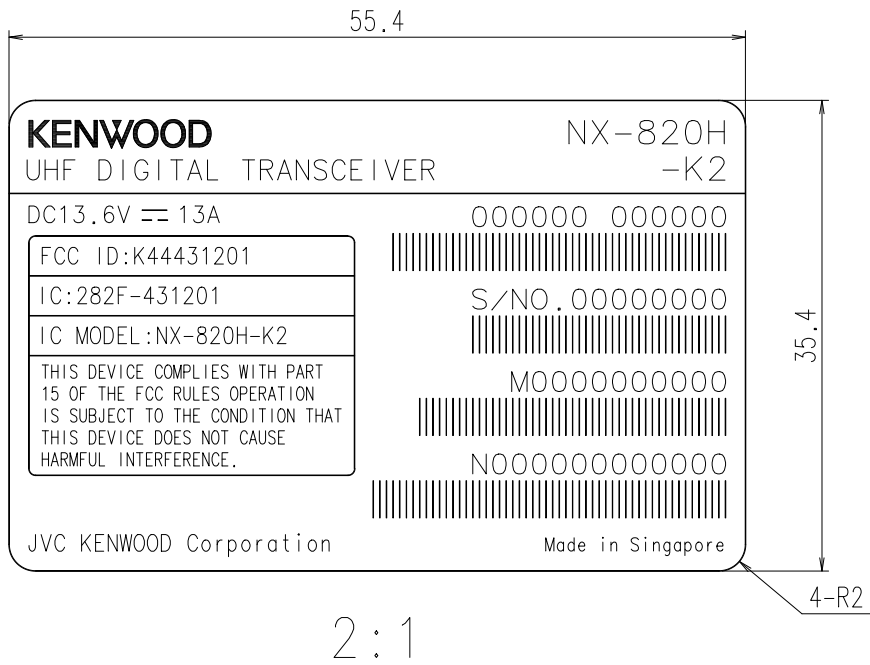 55.4
KENWOOD
UHF DIGITAL TRANSCEIVER
NX-820H
-K2
DC13.6V ⎓ 13A
FCC ID:K44431201
IC:282F-431201
IC MODEL:NX-820H-K2
THIS DEVICE COMPLIES WITH PART
15 OF THE FCC RULES OPERATION
IS SUBJECT TO THE CONDITION THAT
THIS DEVICE DOES NOT CAUSE
HARMFUL INTERFERENCE.
000000 000000
S/NO.00000000
M0000000000
N000000000000
JVC KENWOOD Corporation
Made in Singapore
35.4
4-R2
2:1